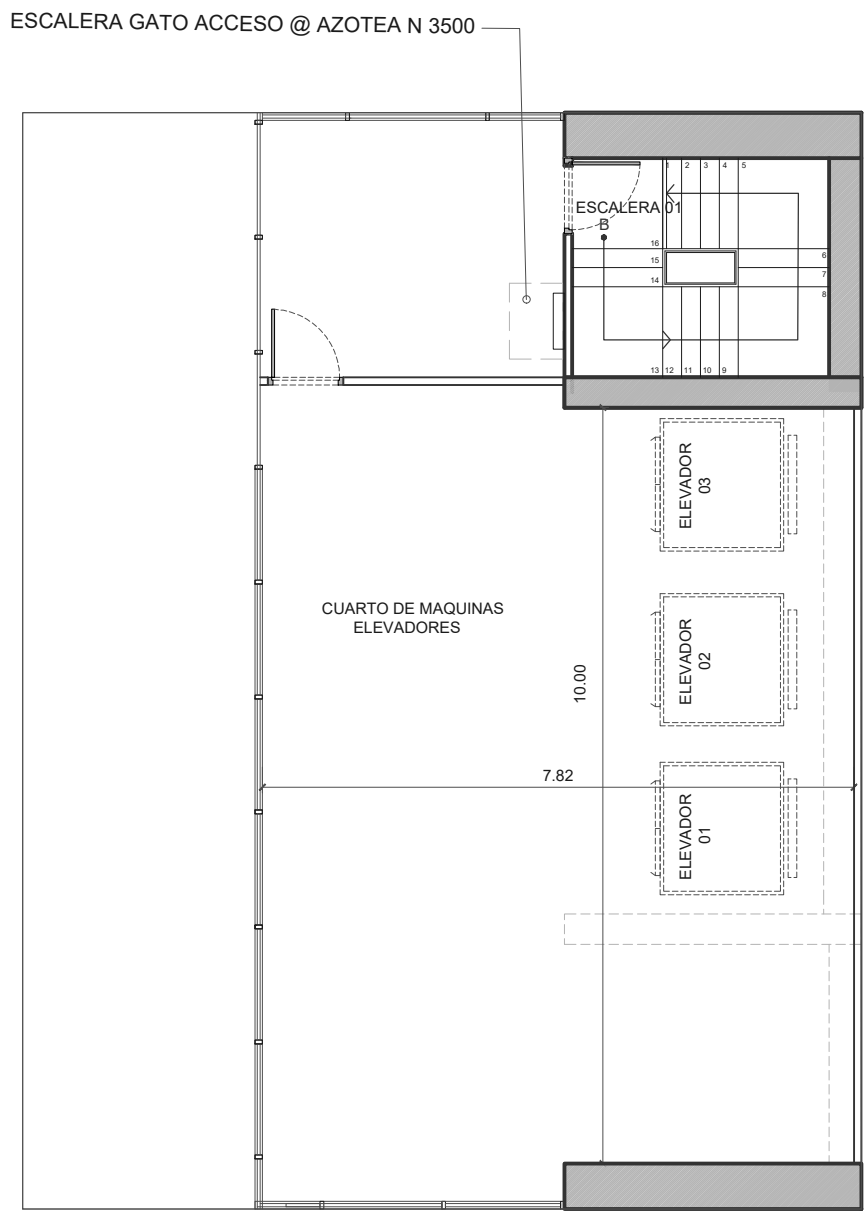 ESCALERA GATO ACCESO @ AZOTEA N 3500
1 2 3 4 5
ESCALERA 01
B
16
15
14
6
7
8
13 12 11 10 9
ELEVADOR
03
CUARTO DE MAQUINAS
ELEVADORES
ELEVADOR
02
10.00
7.82
ELEVADOR
01